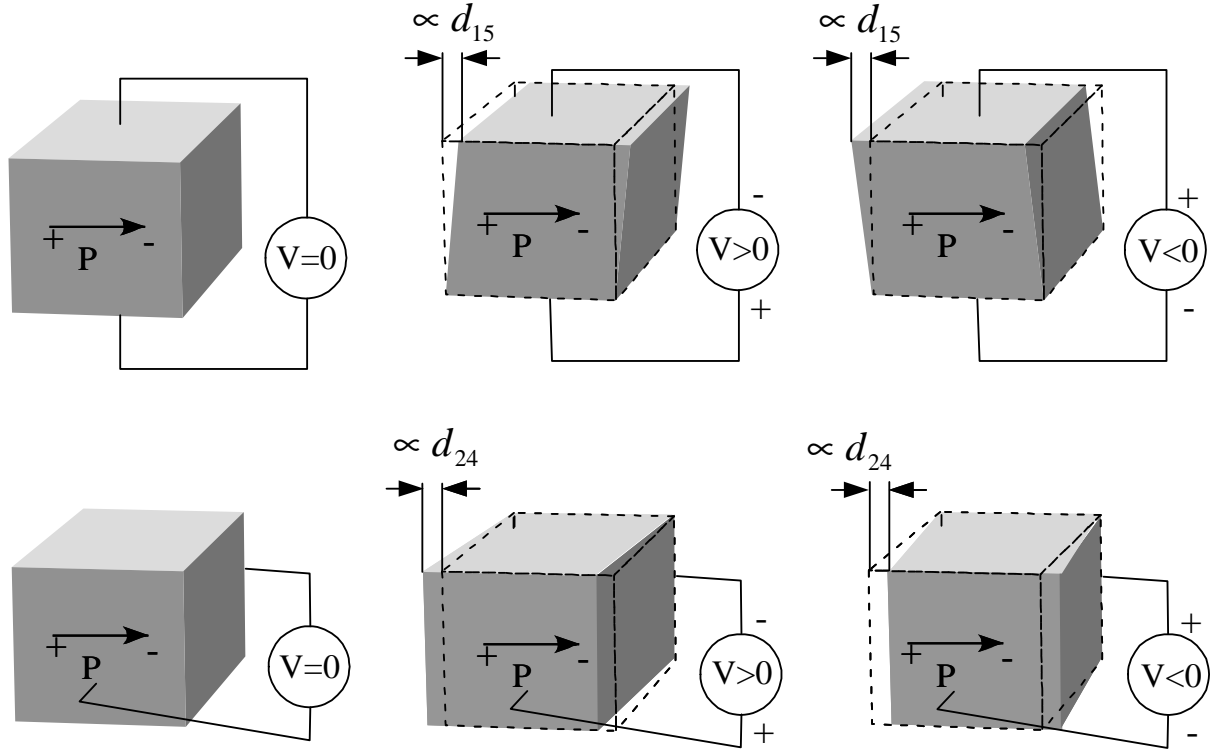 ∝ d15
∝ d15
+ P - V=0
+ P - - V>0 +
+ P - + V<0 -
∝ d24
∝ d24
+ P - V=0
+ P - - V>0 +
+ P - + V<0 -